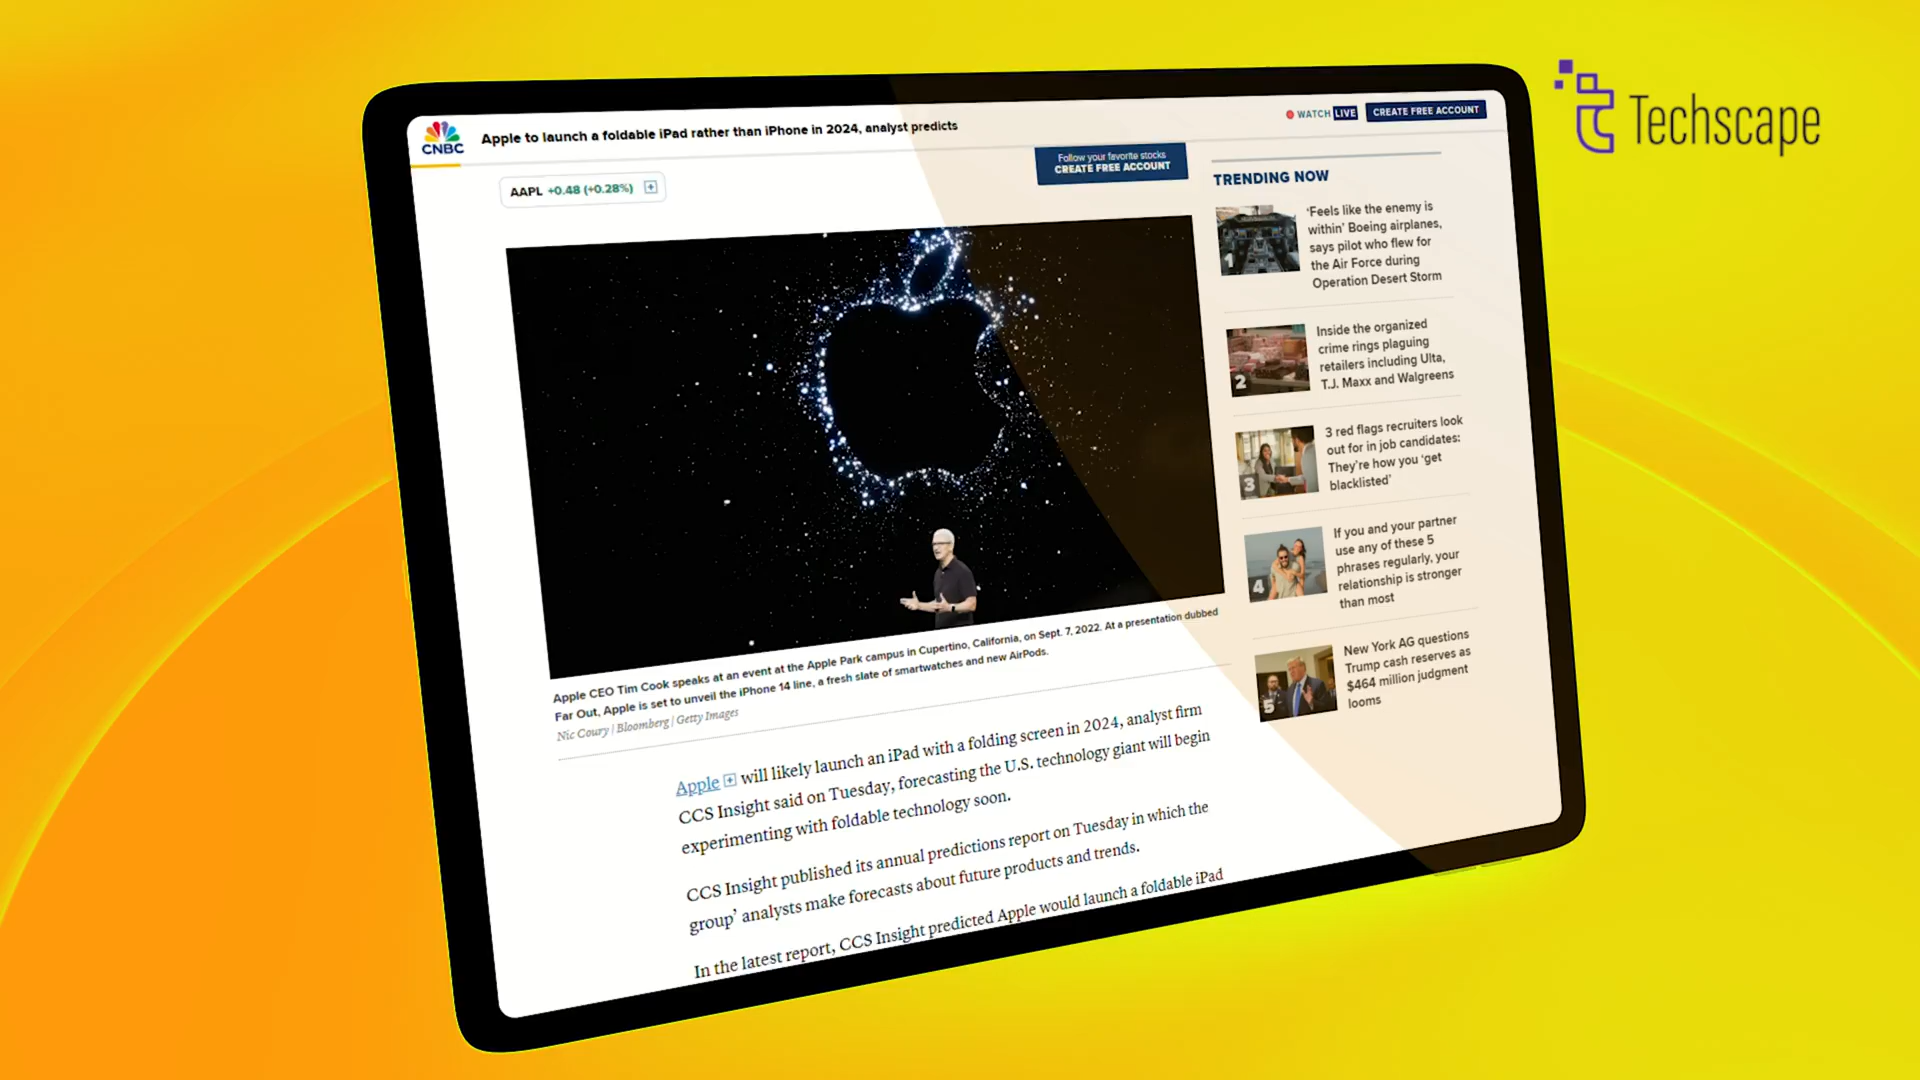 Techscape
CNBC
Apple to launch a foldable iPad rather than iPhone in 2024, analyst predicts
WATCH LIVE
CREATE FREE ACCOUNT
AAPL +0.48 (+0.28%)
Follow your favorite stocks
CREATE FREE ACCOUNT
Apple CEO Tim Cook speaks at an event at the Apple Park campus in Cupertino, California, on Sept. 7, 2022. At a presentation dubbed
Far Out, Apple is set to unveil the iPhone 14 line, a fresh slate of smartwatches and new AirPods.
Nic Coury | Bloomberg | Getty Images
Apple will likely launch an iPad with a folding screen in 2024, analyst firm
CCS Insight said on Tuesday, forecasting the U.S. technology giant will begin
experimenting with foldable technology soon.
CCS Insight published its annual predictions report on Tuesday in which the
group' analysts make forecasts about future products and trends.
In the latest report, CCS Insight predicted Apple would launch a foldable iPad
TRENDING NOW
1
'Feels like the enemy is
within' Boeing airplanes,
says pilot who flew for
the Air Force during
Operation Desert Storm
2
Inside the organized
crime rings plaguing
retailers including Ulta,
T.J. Maxx and Walgreens
3
3 red flags recruiters look
out for in job candidates:
They're how you 'get
blacklisted'
4
If you and your partner
use any of these 5
phrases regularly, your
relationship is stronger
than most
5
New York AG questions
Trump cash reserves as
$464 million judgment
looms